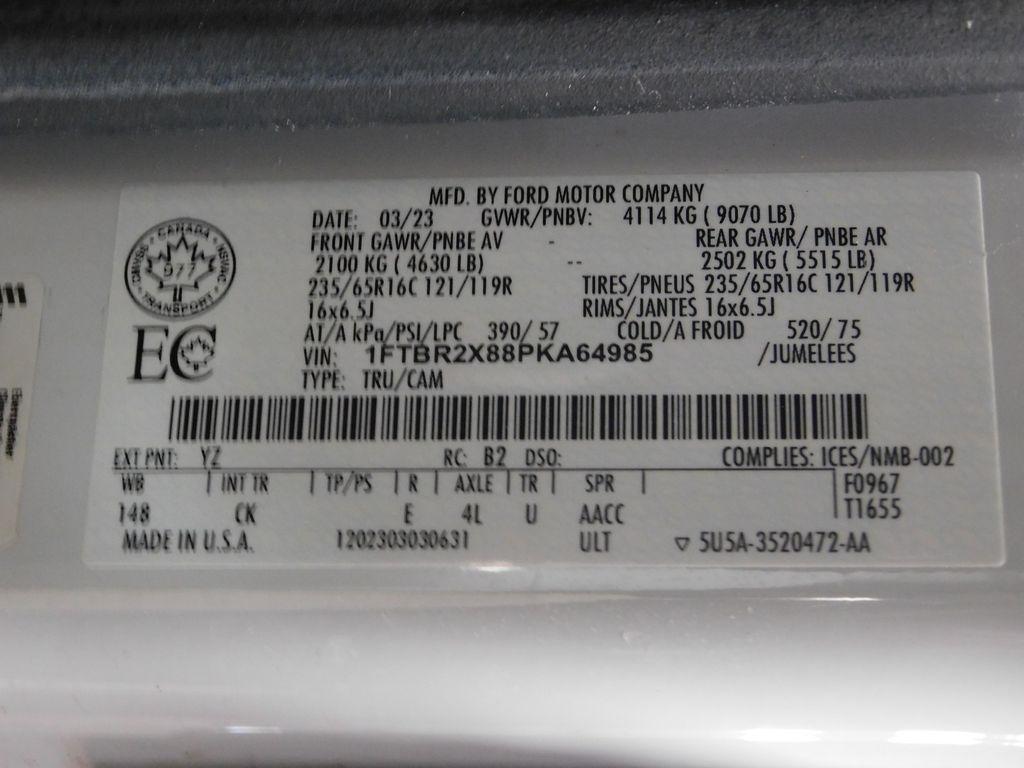 MFD. BY FORD MOTOR COMPANY
DATE: 03/23 GVWR/PNBV: 4114 KG ( 9070 LB)
FRONT GAWR/PNBE AV - REAR GAWR/ PNBE AR
2100 KG ( 4630 LB) -- 2502 KG ( 5515 LB)
235/65R16C 121/119R TIRES/PNEUS 235/65R16C 121/119R
16x6.5J RIMS/JANTES 16x6.5J
AT/A kPa/PSI/LPC 390/ 57 COLD/A FROID 520/ 75
VIN: 1FTBR2X88PKA64985 /JUMELEES
TYPE: TRU/CAM
CANADA
977
TRANSPORT
EC
EXT PNT: YZ RC: B2 DSO: COMPLIES: ICES/NMB-002
WB | INT TR | TP/PS | R | AXLE | TR | SPR | F0967
148 CK E 4L U AACC T1655
MADE IN U.S.A. 1202303030631 ULT ▽ 5U5A-3520472-AA